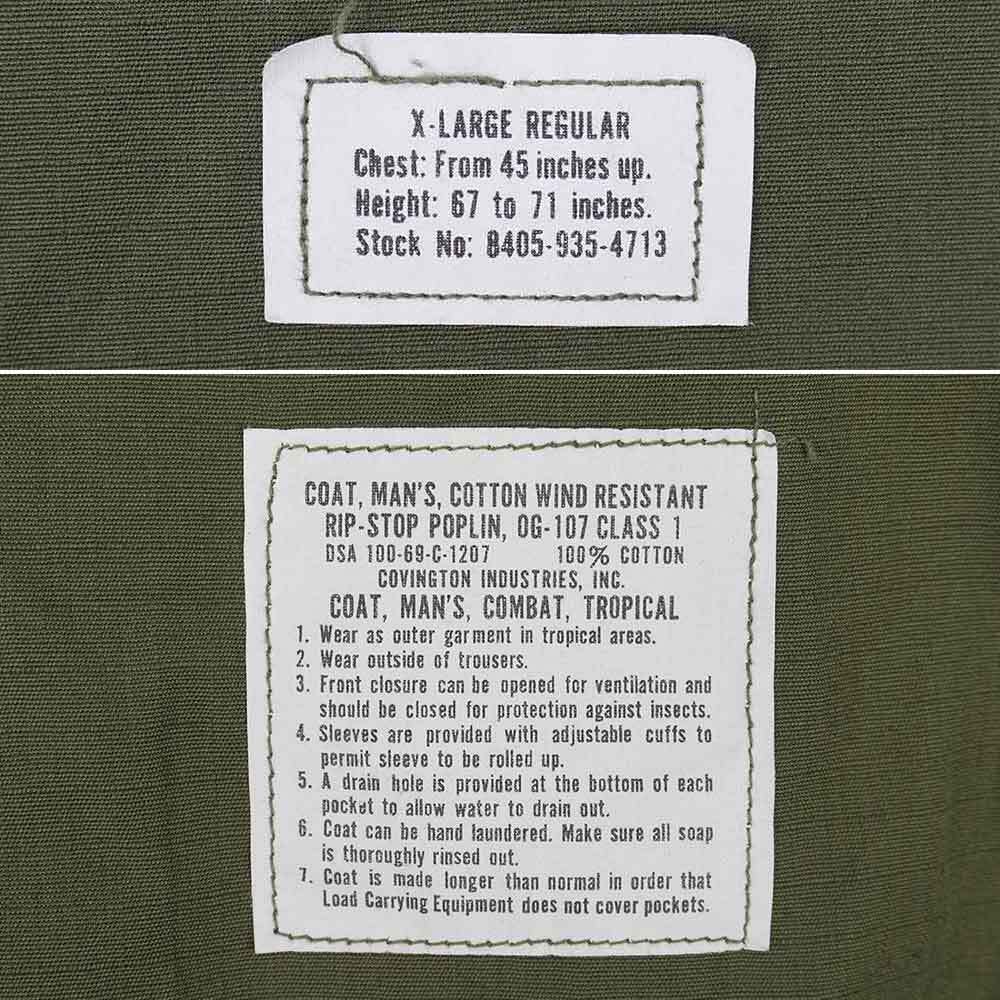 X-LARGE REGULAR
Chest: From 45 inches up.
Height: 67 to 71 inches.
Stock No: 8405-935-4713
COAT, MAN'S, COTTON WIND RESISTANT
RIP-STOP POPLIN, OG-107 CLASS 1
DSA 100-69-C-1207 100% COTTON
COVINGTON INDUSTRIES, INC.
COAT, MAN'S, COMBAT, TROPICAL
1. Wear as outer garment in tropical areas.
2. Wear outside of trousers.
3. Front closure can be opened for ventilation and
should be closed for protection against insects.
4. Sleeves are provided with adjustable cuffs to
permit sleeve to be rolled up.
5. A drain hole is provided at the bottom of each
pocket to allow water to drain out.
6. Coat can be hand laundered. Make sure all soap
is thoroughly rinsed out.
7. Coat is made longer than normal in order that
Load Carrying Equipment does not cover pockets.